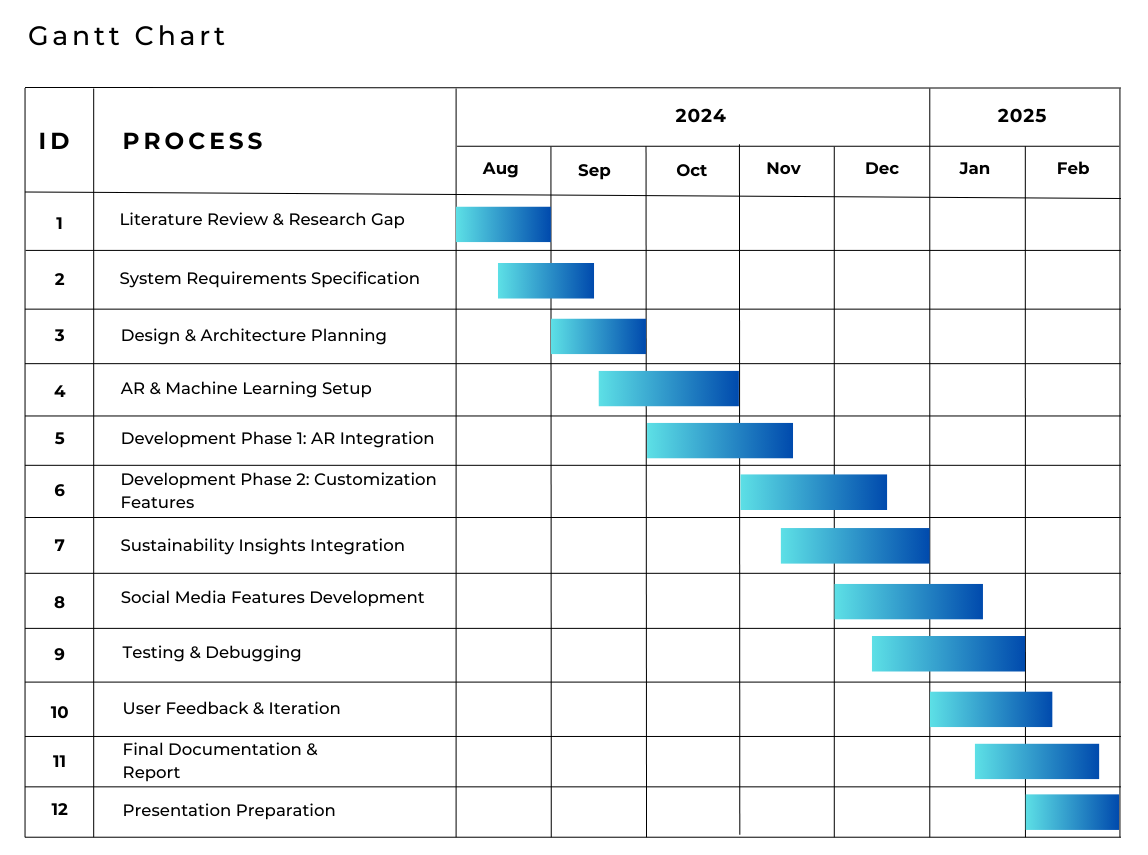 Gantt Chart
ID PROCESS 2024 2025
Aug Sep Oct Nov Dec Jan Feb
1 Literature Review & Research Gap
2 System Requirements Specification
3 Design & Architecture Planning
4 AR & Machine Learning Setup
5 Development Phase 1: AR Integration
6 Development Phase 2: Customization
Features
7 Sustainability Insights Integration
8 Social Media Features Development
9 Testing & Debugging
10 User Feedback & Iteration
11 Final Documentation &
Report
12 Presentation Preparation